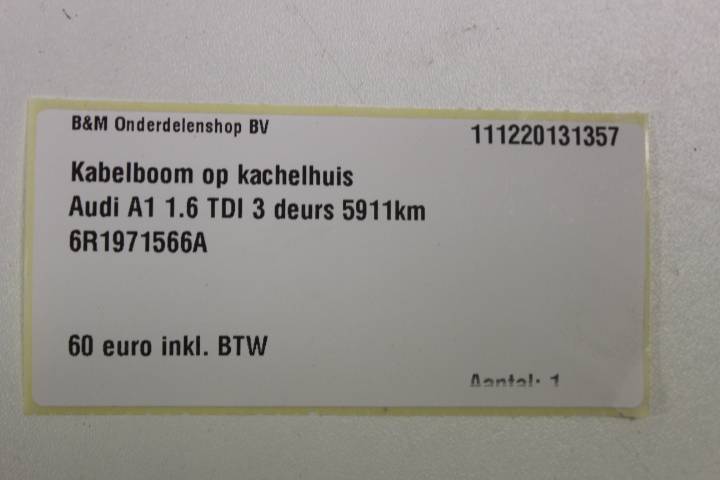 B&M Onderdelenshop BV
111220131357
Kabelboom op kachelhuis
Audi A1 1.6 TDI 3 deurs 5911km
6R1971566A
60 euro inkl. BTW
Aantal: 1